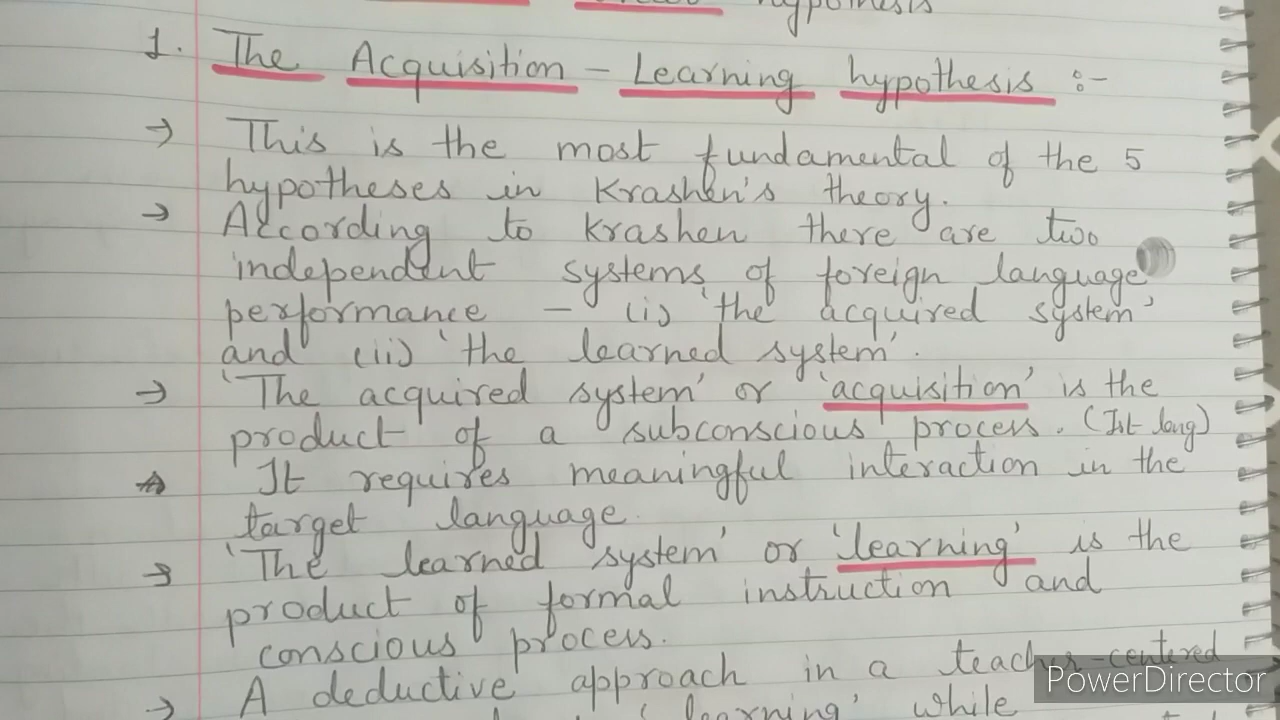 hypothesis
1. The Acquisition - Learning hypothesis :-
→ This is the most fundamental of the 5
hypotheses in Krashen's theory.
→ According to Krashen there are two
independent systems of foreign language
performance - (i) 'the acquired system'
and (ii) 'the learned system'.
→ 'The acquired system' or 'acquisition' is the
product of a subconscious process. (Ist lang)
→ It requires meaningful interaction in the
target language.
→ 'The learned system' or 'learning' is the
product of formal instruction and
conscious process.
→ A deductive approach in a teacher-centered
'learning' while
PowerDirector